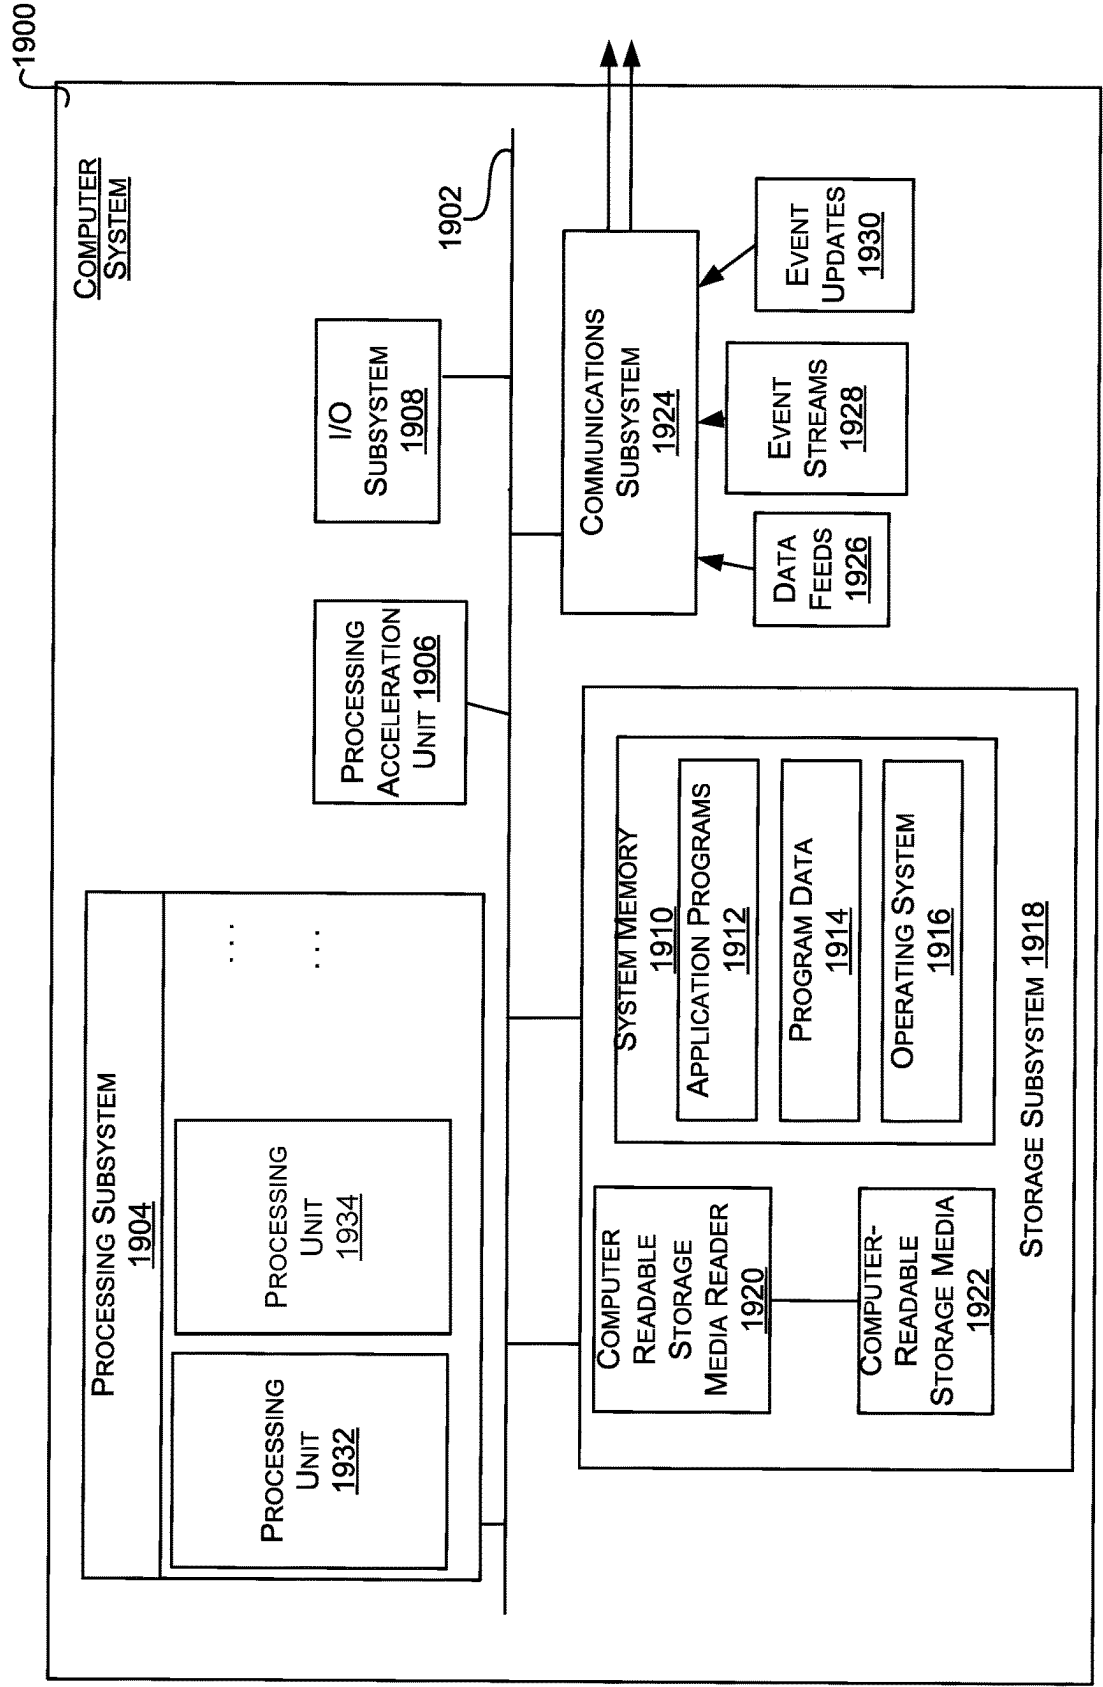 1900
COMPUTER
SYSTEM
PROCESSING SUBSYSTEM
1904
PROCESSING
UNIT
1932
PROCESSING
UNIT
1934
. . .
. . .
PROCESSING
ACCELERATION
UNIT 1906
I/O
SUBSYSTEM
1908
1902
COMPUTER
READABLE
STORAGE
MEDIA READER
1920
COMPUTER-
READABLE
STORAGE MEDIA
1922
SYSTEM MEMORY
1910
APPLICATION PROGRAMS
1912
PROGRAM DATA
1914
OPERATING SYSTEM
1916
STORAGE SUBSYSTEM 1918
COMMUNICATIONS
SUBSYSTEM
1924
DATA
FEEDS
1926
EVENT
STREAMS
1928
EVENT
UPDATES
1930